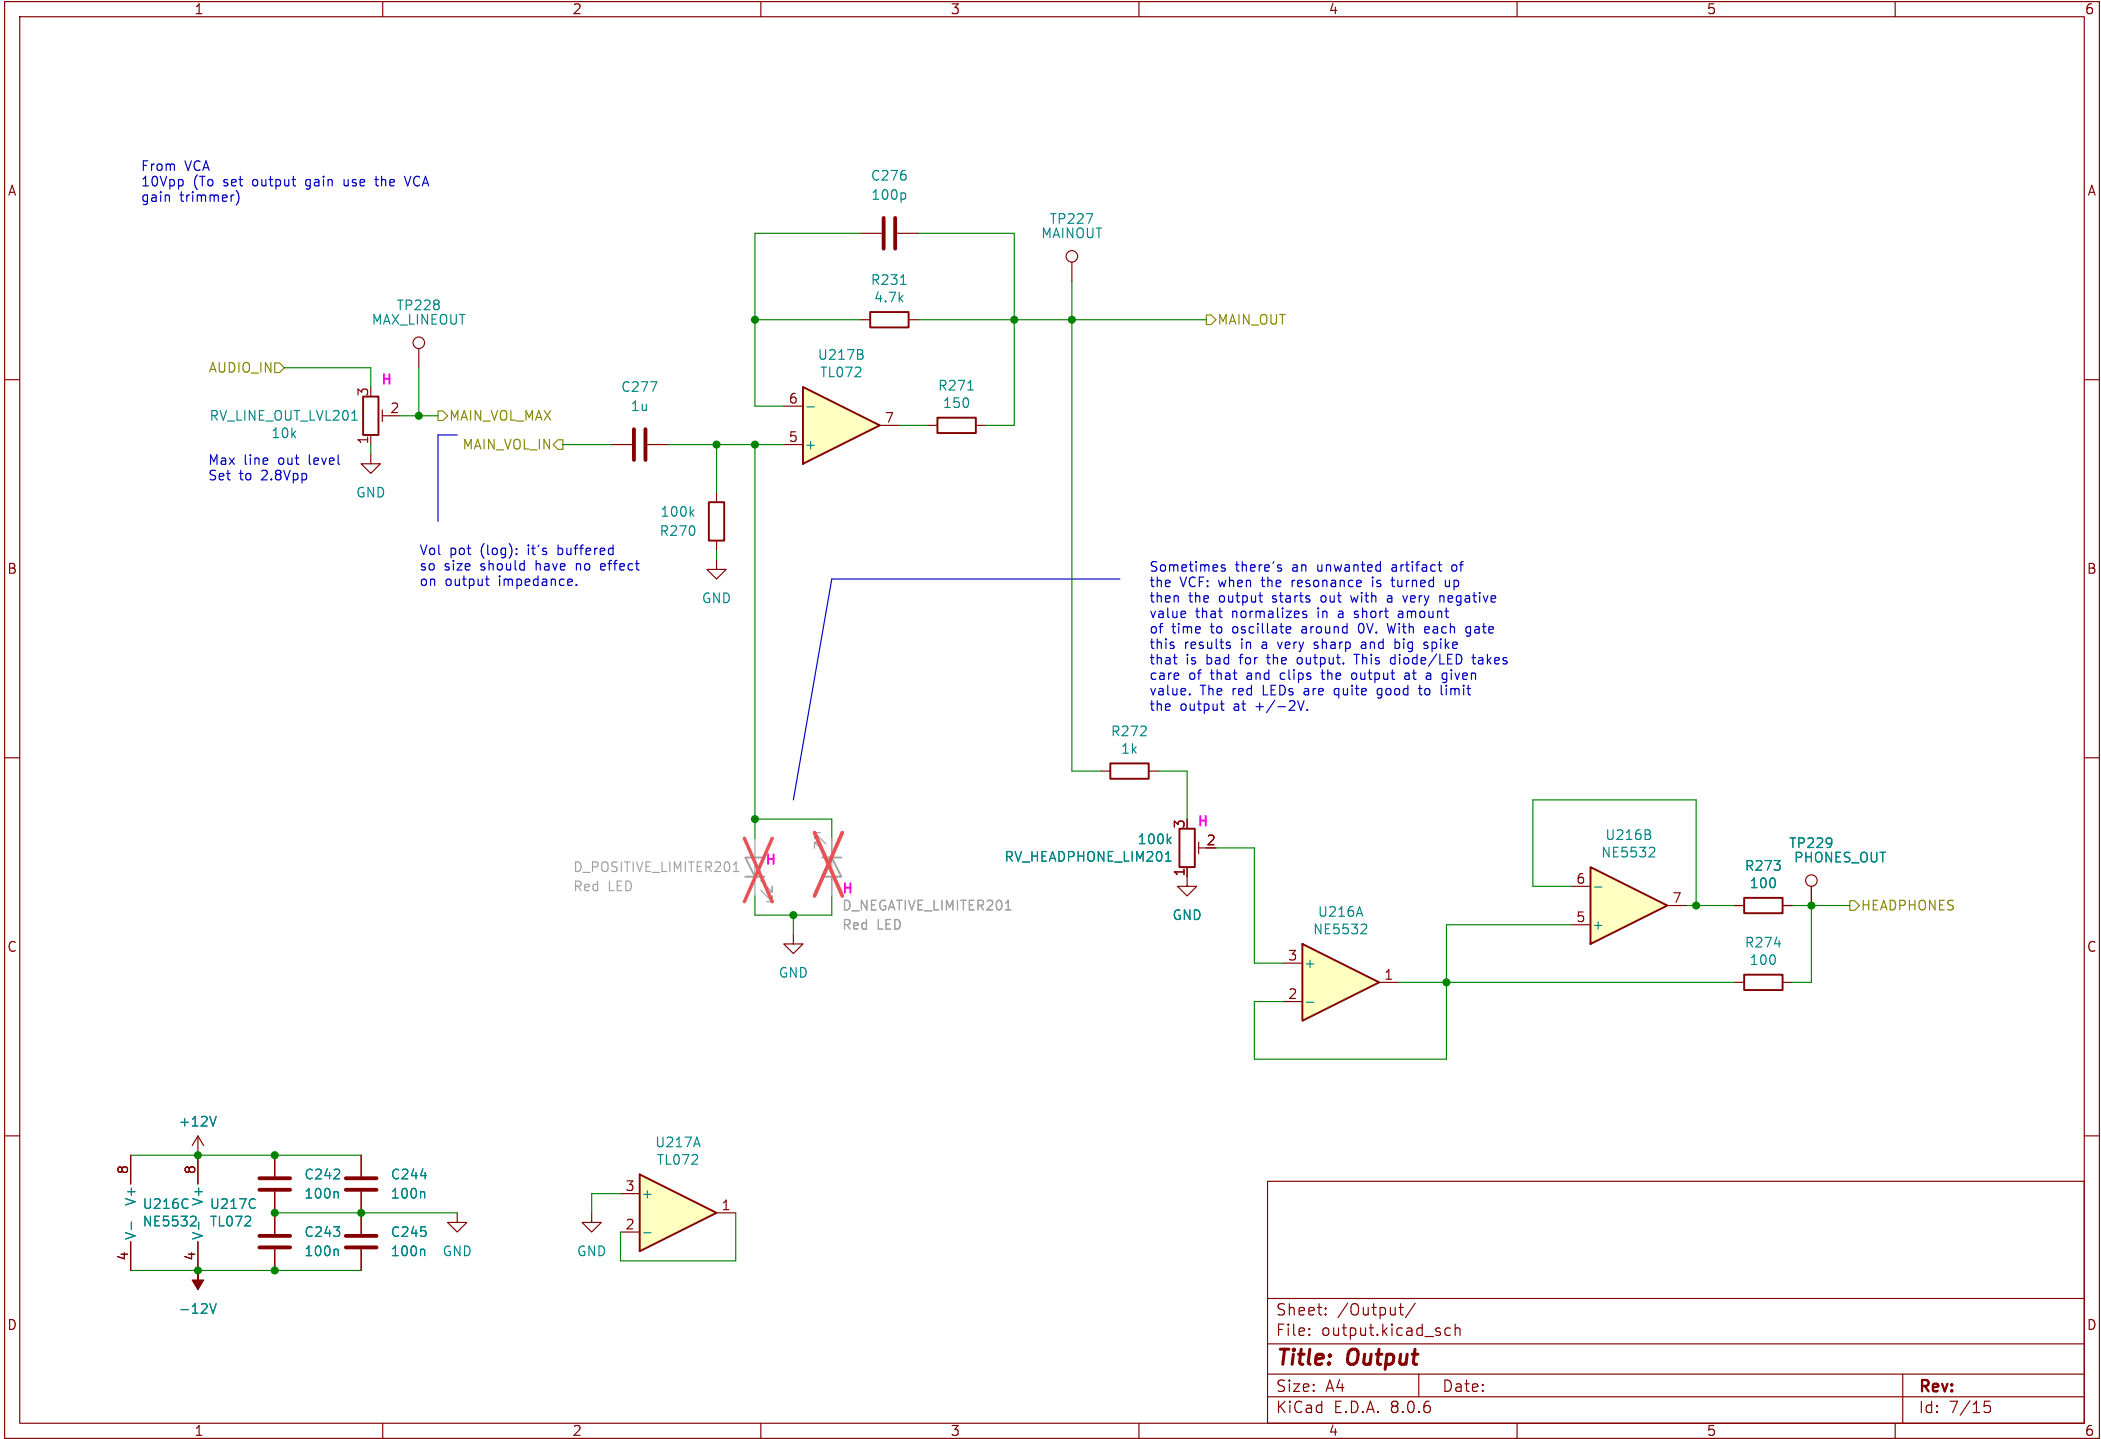 1 2 3 4 5 6
A A
B B
C C
D D
From VCA
10Vpp (To set output gain use the VCA
gain trimmer)
C276
100p
TP227
MAINOUT
R231
4.7k
TP228
MAX_LINEOUT
MAIN_OUT
U217B
TL072
AUDIO_IN
H
3
2
1
RV_LINE_OUT_LVL201
10k
MAIN_VOL_MAX
C277
1u
R271
150
6
−
5
+
7
MAIN_VOL_IN
Max line out level
Set to 2.8Vpp
GND
100k
R270
GND
Vol pot (log): it's buffered
so size should have no effect
on output impedance.
Sometimes there's an unwanted artifact of
the VCF: when the resonance is turned up
then the output starts out with a very negative
value that normalizes in a short amount
of time to oscillate around 0V. With each gate
this results in a very sharp and big spike
that is bad for the output. This diode/LED takes
care of that and clips the output at a given
value. The red LEDs are quite good to limit
the output at +/-2V.
R272
1k
H
3
2
1
100k
RV_HEADPHONE_LIM201
GND
D_POSITIVE_LIMITER201
Red LED
H
H
D_NEGATIVE_LIMITER201
Red LED
GND
U216A
NE5532
3
+
2
−
1
U216B
NE5532
6
−
5
+
7
TP229
PHONES_OUT
R273
100
HEADPHONES
R274
100
+12V
8
V+
V−
4
U216C
NE5532
8
V+
V−
4
U217C
TL072
C242
100n
C244
100n
C243
100n
C245
100n
GND
−12V
U217A
TL072
3
+
2
−
1
GND
Sheet: /Output/
File: output.kicad_sch
Title: Output
Size: A4
Date:
Rev:
KiCad E.D.A. 8.0.6
Id: 7/15
1 2 3 4 5 6